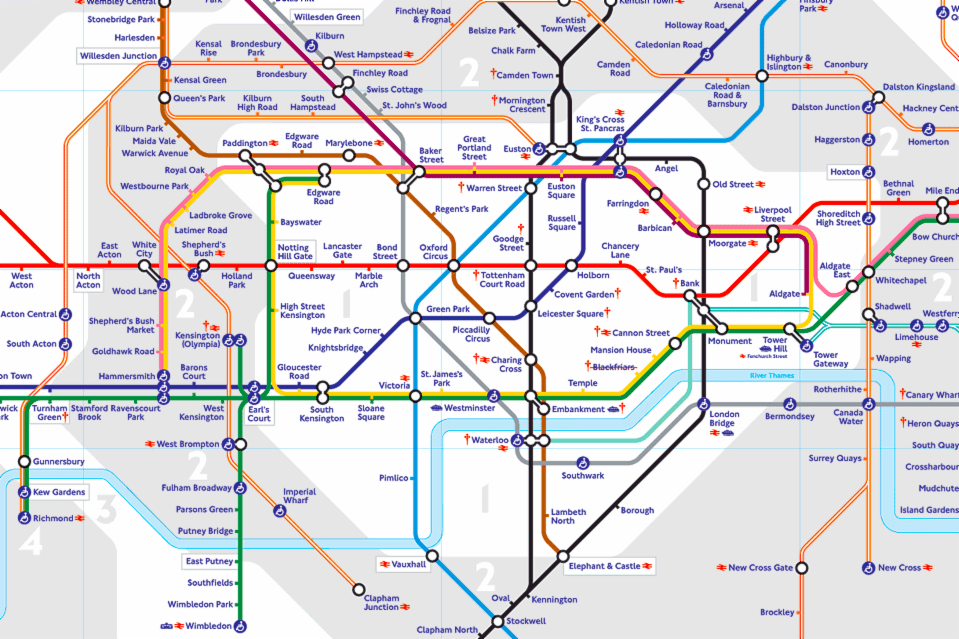 Wembley Central
Stonebridge Park
Harlesden
Willesden Junction
Kensal Green
Queen's Park
Kilburn Park
Maida Vale
Warwick Avenue
Kensal
Rise
Brondesbury
Park
Brondesbury
Kilburn
High Road
South
Hampstead
Willesden Green
Kilburn
West Hampstead
Finchley Road
Swiss Cottage
St. John's Wood
Finchley Road
& Frognal
Belsize Park
Chalk Farm
†Camden Town
†Mornington
Crescent
Kentish
Town West
Kentish Town
Camden
Road
Arsenal
Holloway Road
Caledonian Road
Finsbury
Park
Highbury &
Islington
Canonbury
Caledonian
Road &
Barnsbury
Dalston Kingsland
Dalston Junction
Hackney Cent
Homerton
Haggerston
Hoxton
Bethnal
Green
Mile End
Shoreditch
High Street
Bow Church
Stepney Green
Whitechapel
2
Paddington
Edgware
Road
Marylebone
Baker
Street
Great
Portland
Street
Euston
King's Cross
St. Pancras
Angel
Old Street
Royal Oak
Westbourne Park
Ladbroke Grove
Latimer Road
Edgware
Road
Bayswater
†Warren Street
Euston
Square
Regent's Park
Russell
Square
Farringdon
Barbican
Moorgate
Liverpool
Street
†
Goodge
Street
Chancery
Lane
East
Acton
White
City
Shepherd's
Bush
Notting
Hill Gate
Lancaster
Gate
Bond
Street
Oxford
Circus
West
Acton
North
Acton
Wood Lane
Holland
Park
Queensway
Marble
Arch
†Tottenham
Court Road
Holborn
St. Paul's
†Bank
Aldgate
East
Aldgate
Acton Central
South Acton
Shepherd's Bush
Market
Goldhawk Road
Hammersmith
2
Kensington
(Olympia)
High Street
Kensington
Hyde Park Corner
Knightsbridge
Green Park
Piccadilly
Circus
Covent Garden†
Leicester Square†
†Cannon Street
Mansion House
†Blackfriars
Monument
Tower
Hill
Fenchurch Street
Tower
Gateway
1
Shadwell
Limehouse
Westferry
2
Wapping
on Town
Barons
Court
Gloucester
Road
Victoria
St. James's
Park
†Charing
Cross
Temple
River Thames
Rotherhithe
†Canary Wharf
wick
Park
Turnham
Green†
Stamford
Brook
Ravenscourt
Park
West
Kensington
Earl's
Court
South
Kensington
Sloane
Square
Westminster
Embankment †
London
Bridge
Bermondsey
Canada
Water
†Heron Quays
South Quay
Crossharbour
Mudchute
Island Gardens
West Brompton
†Waterloo
Southwark
Surrey Quays
Gunnersbury
Kew Gardens
Richmond
4
3
2
Fulham Broadway
Parsons Green
Putney Bridge
East Putney
Southfields
Wimbledon Park
Wimbledon
Imperial
Wharf
Clapham
Junction
Pimlico
1
Vauxhall
2
Lambeth
North
Borough
Elephant & Castle
Oval
Kennington
Stockwell
Clapham North
New Cross Gate
New Cross
Brockley